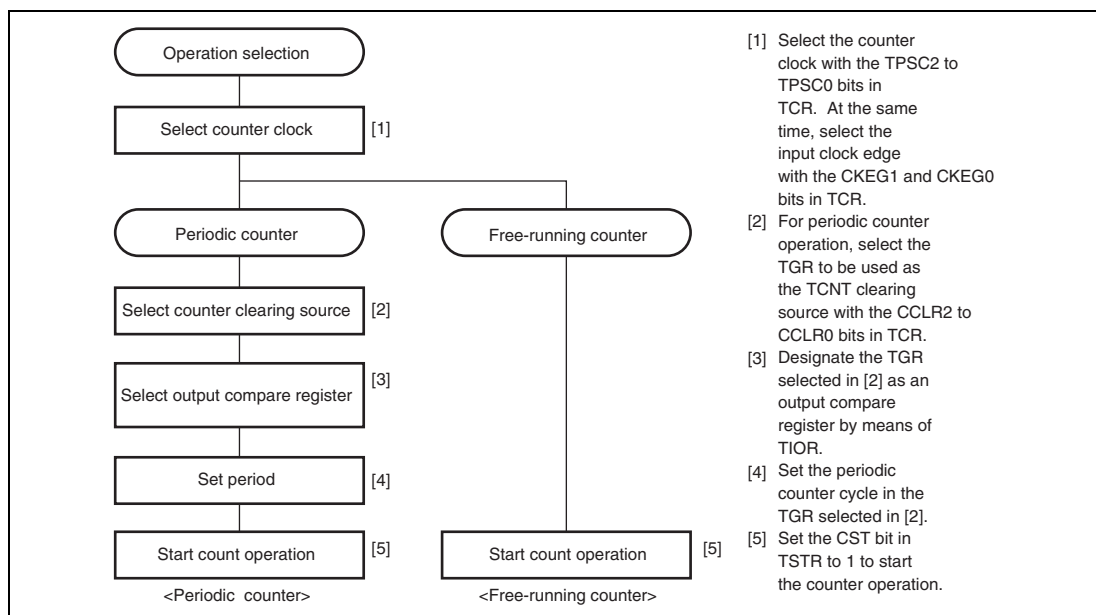 Operation selection
Select counter clock
[1]
Periodic counter
Free-running counter
Select counter clearing source
[2]
Select output compare register
[3]
Set period
[4]
Start count operation
[5]
<Periodic counter>
Start count operation
[5]
<Free-running counter>
[1] Select the counter
clock with the TPSC2 to
TPSC0 bits in
TCR. At the same
time, select the
input clock edge
with the CKEG1 and CKEG0
bits in TCR.
[2] For periodic counter
operation, select the
TGR to be used as
the TCNT clearing
source with the CCLR2 to
CCLR0 bits in TCR.
[3] Designate the TGR
selected in [2] as an
output compare
register by means of
TIOR.
[4] Set the periodic
counter cycle in the
TGR selected in [2].
[5] Set the CST bit in
TSTR to 1 to start
the counter operation.